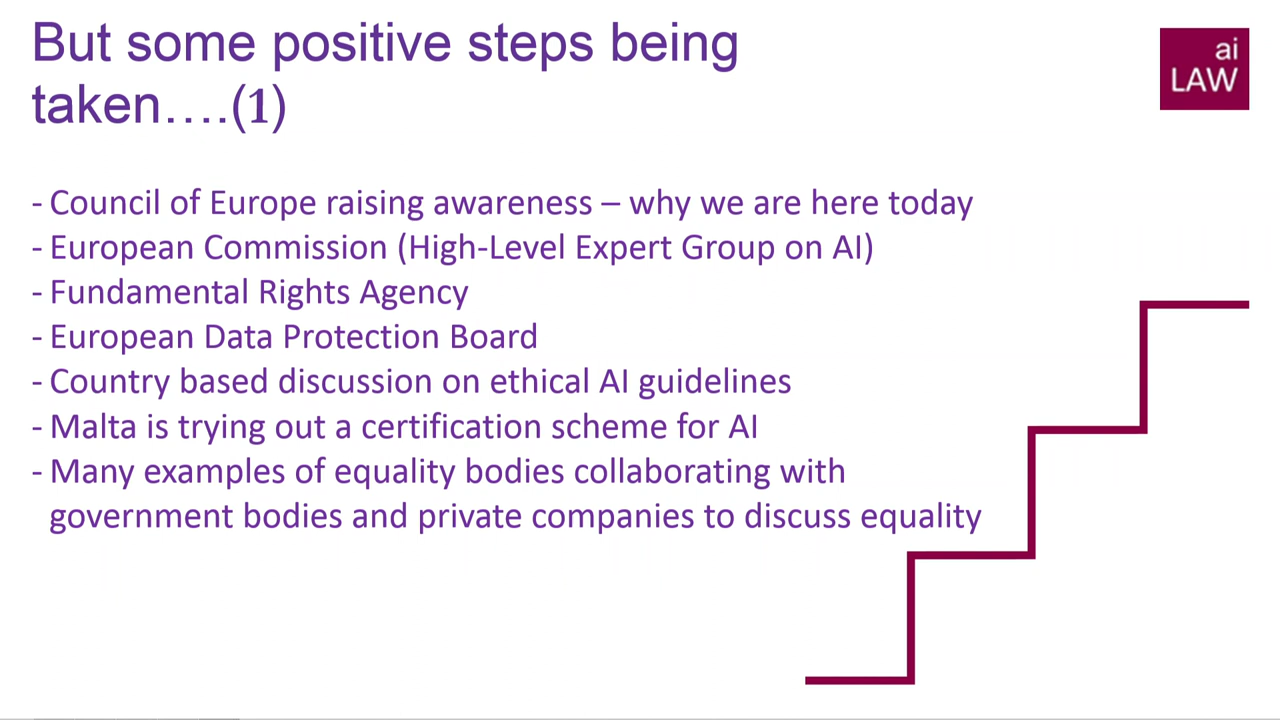 But some positive steps being
taken….(1)
ai
LAW
- Council of Europe raising awareness – why we are here today
- European Commission (High-Level Expert Group on AI)
- Fundamental Rights Agency
- European Data Protection Board
- Country based discussion on ethical AI guidelines
- Malta is trying out a certification scheme for AI
- Many examples of equality bodies collaborating with
government bodies and private companies to discuss equality